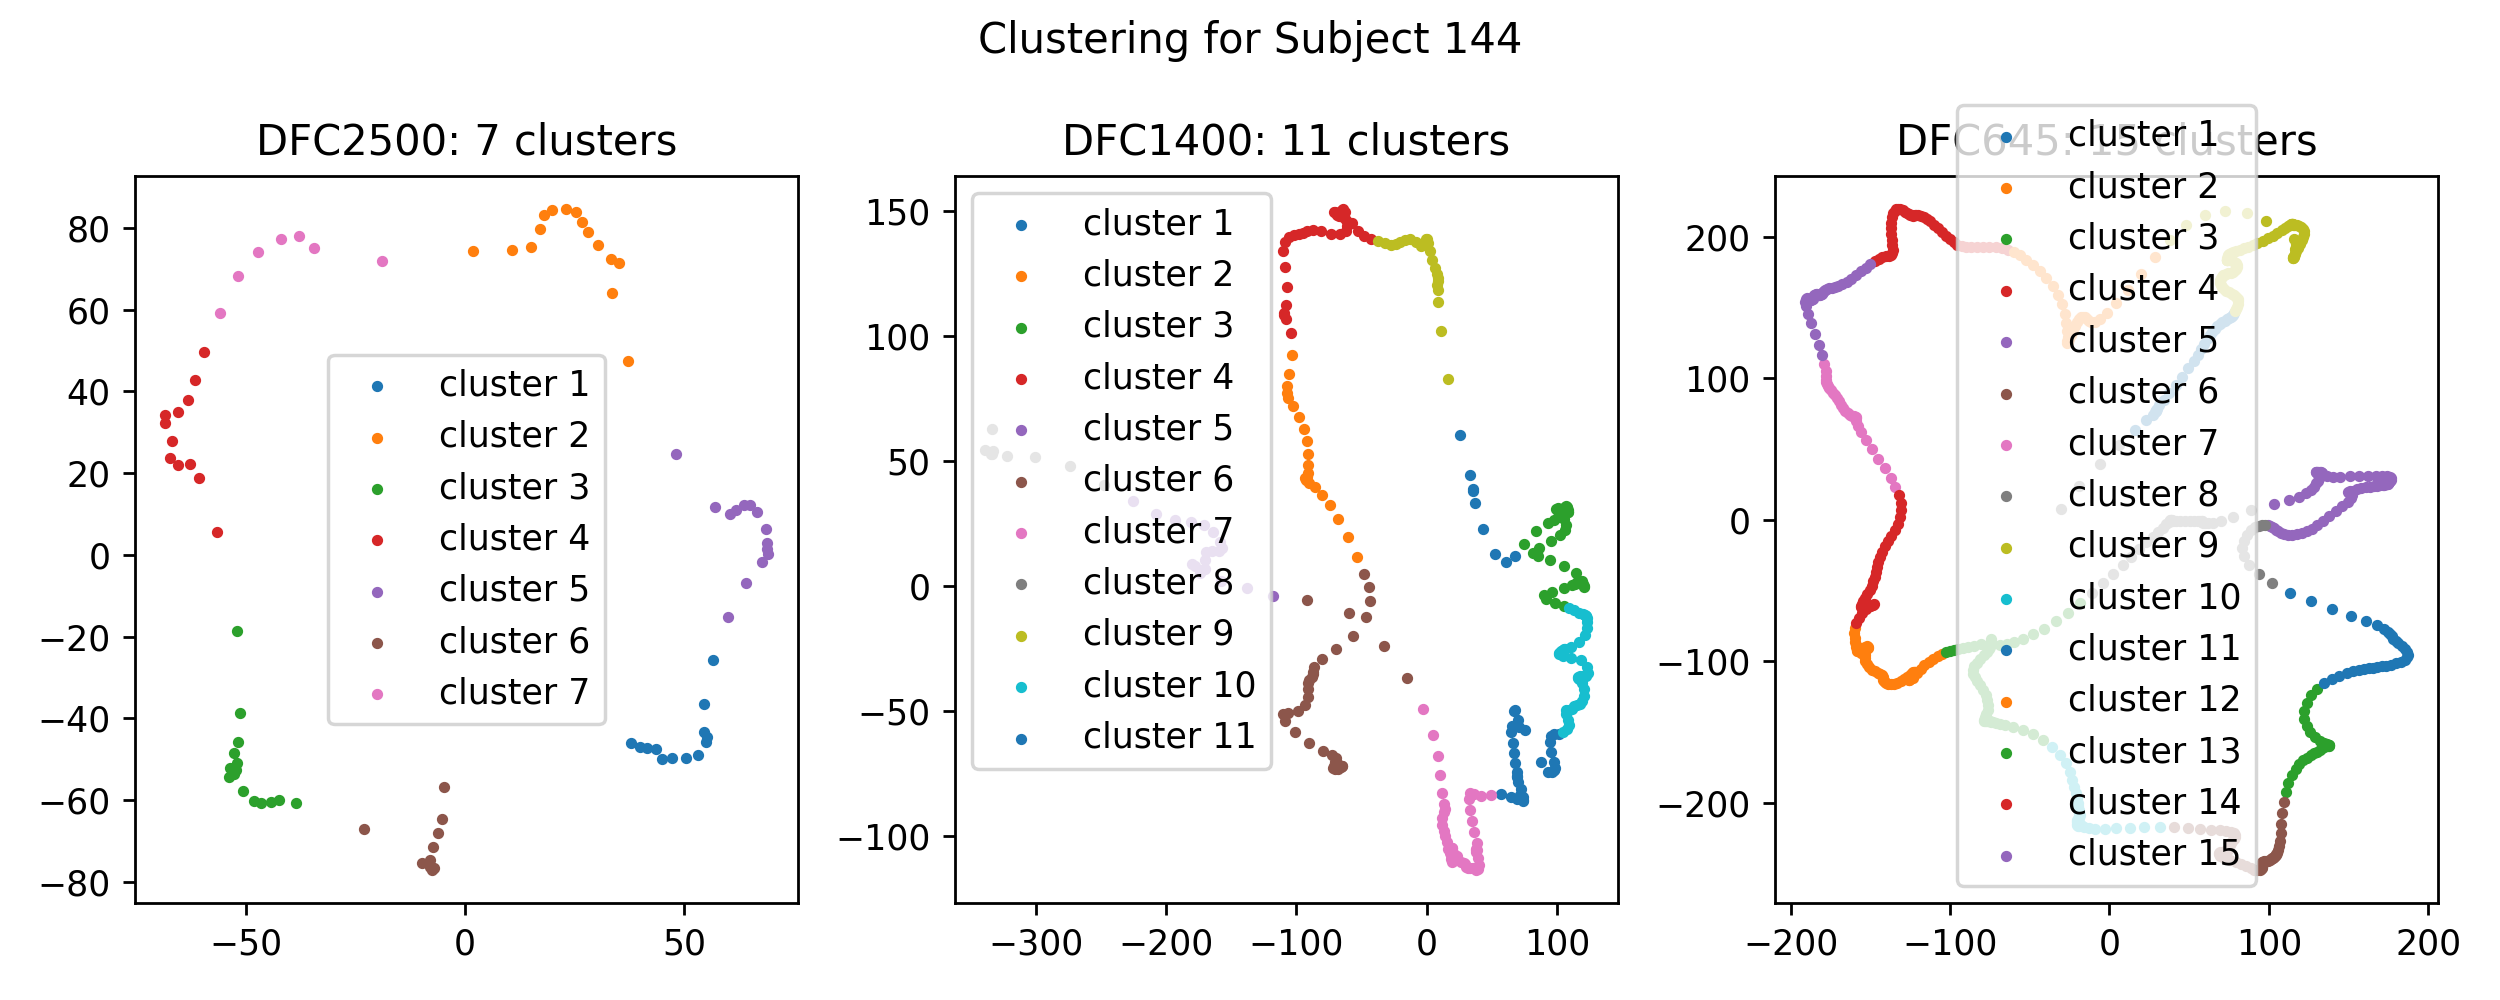 Clustering for Subject 144
DFC2500: 7 clusters
80
60
40
20
0
−20
−40
−60
−80
−50
0
50
cluster 1
cluster 2
cluster 3
cluster 4
cluster 5
cluster 6
cluster 7
DFC1400: 11 clusters
150
100
50
0
−50
−100
−300
−200
−100
0
100
cluster 1
cluster 2
cluster 3
cluster 4
cluster 5
cluster 6
cluster 7
cluster 8
cluster 9
cluster 10
cluster 11
DFC645: 15 clusters
200
100
0
−100
−200
−200
−100
0
100
200
cluster 1
cluster 2
cluster 3
cluster 4
cluster 5
cluster 6
cluster 7
cluster 8
cluster 9
cluster 10
cluster 11
cluster 12
cluster 13
cluster 14
cluster 15